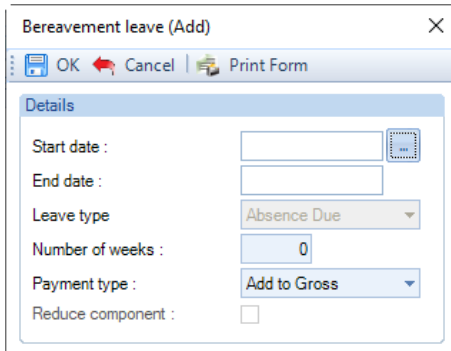 Bereavement leave (Add)
OK Cancel Print Form
Details
Start date : ...
End date :
Leave type Absence Due
Number of weeks : 0
Payment type : Add to Gross
Reduce component :